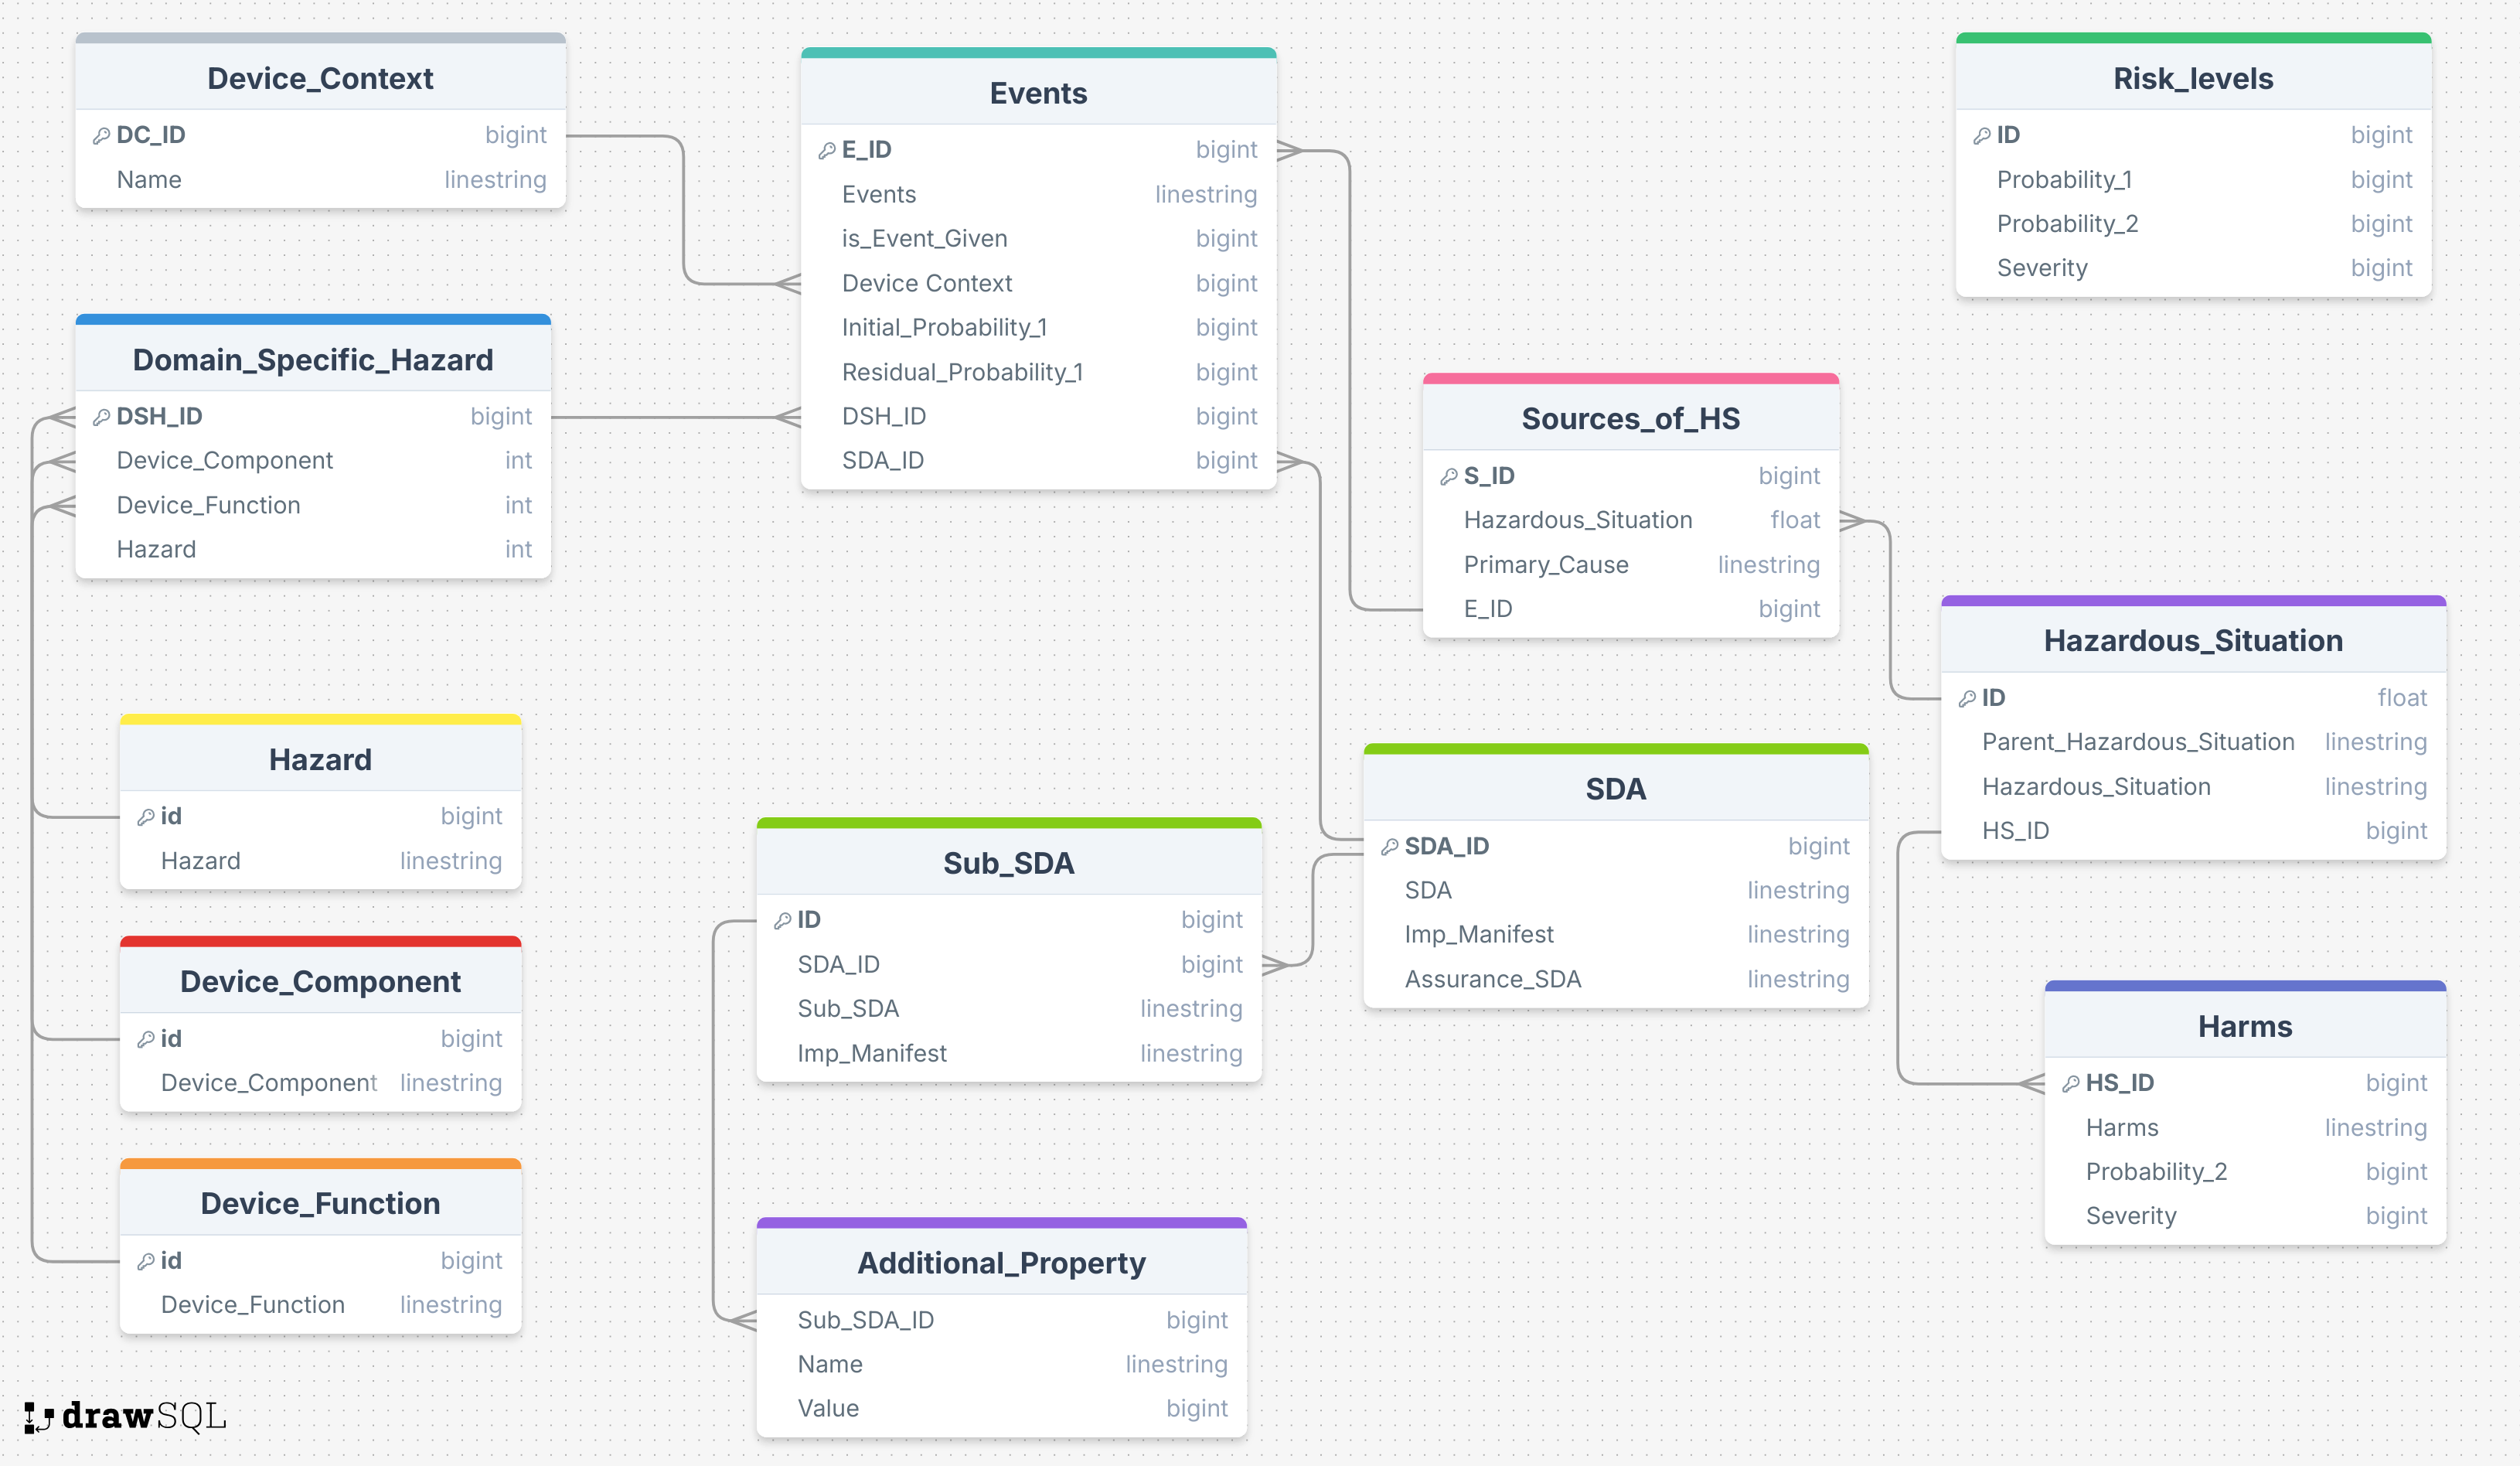 Device_Context
DC_ID bigint
Name linestring
Events
E_ID bigint
Events linestring
is_Event_Given bigint
Device Context bigint
Initial_Probability_1 bigint
Residual_Probability_1 bigint
DSH_ID bigint
SDA_ID bigint
Risk_levels
ID bigint
Probability_1 bigint
Probability_2 bigint
Severity bigint
Domain_Specific_Hazard
DSH_ID bigint
Device_Component int
Device_Function int
Hazard int
Sources_of_HS
S_ID bigint
Hazardous_Situation float
Primary_Cause linestring
E_ID bigint
Hazardous_Situation
ID float
Parent_Hazardous_Situation linestring
Hazardous_Situation linestring
HS_ID bigint
Hazard
id bigint
Hazard linestring
SDA
SDA_ID bigint
SDA linestring
Imp_Manifest linestring
Assurance_SDA linestring
Sub_SDA
ID bigint
SDA_ID bigint
Sub_SDA linestring
Imp_Manifest linestring
Device_Component
id bigint
Device_Component linestring
Harms
HS_ID bigint
Harms linestring
Probability_2 bigint
Severity bigint
Device_Function
id bigint
Device_Function linestring
Additional_Property
Sub_SDA_ID bigint
Name linestring
Value bigint
drawSQL